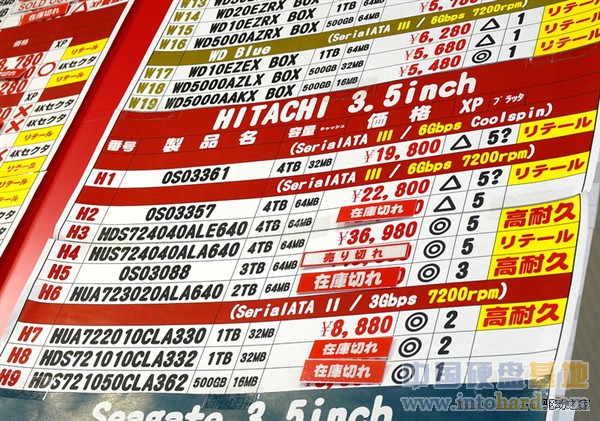 W14 WD20EZRX BOX 1TB 64MB
W15 WD10EZRX BOX 500GB 64MB ¥6,280 △ 1
W16 WD5000AZRX BOX
WD Blue (SerialATA III / 6Gbps 7200rpm)
W17 WD10EZEX BOX 1TB 64MB ¥6,680 ◎ 1 リテール
W18 WD5000AZLX BOX 500GB 32MB ¥5,480 ◎ 1 リテール
W19 WD5000AAKX BOX 500GB 16MB
HITACHI 3.5inch
番号 製品名 容量 キャッシュ 価格 XP プラッタ
(SerialATA III / 6Gbps Coolspin)
H1 0S03361 4TB 32MB ¥19,800 △ 5? リテール
(SerialATA III / 6Gbps 7200rpm)
H2 0S03357 4TB 64MB ¥22,800 △ 5? リテール
H3 HDS724040ALE640 4TB 64MB 在庫切れ △ 5
H4 HUS724040ALA640 4TB 64MB ¥36,980 ◎ 5 高耐久
H5 0S03088 3TB 64MB 売り切れ ◎ 5 リテール
H6 HUA723020ALA640 2TB 64MB 在庫切れ ◎ 3 高耐久
(SerialATA II / 3Gbps 7200rpm)
H7 HUA722010CLA330 1TB 32MB ¥8,880 ◎ 2 高耐久
H8 HDS721010CLA332 1TB 32MB 在庫切れ ◎ 2
H9 HDS721050CLA362 500GB 16MB ◎ 1
Seagate 3.5inch
XP
リテール
4Kセクタ
リテール
4Kセクタ
リテール
4Kセクタ
中国硬盘基地
www.intohard.com